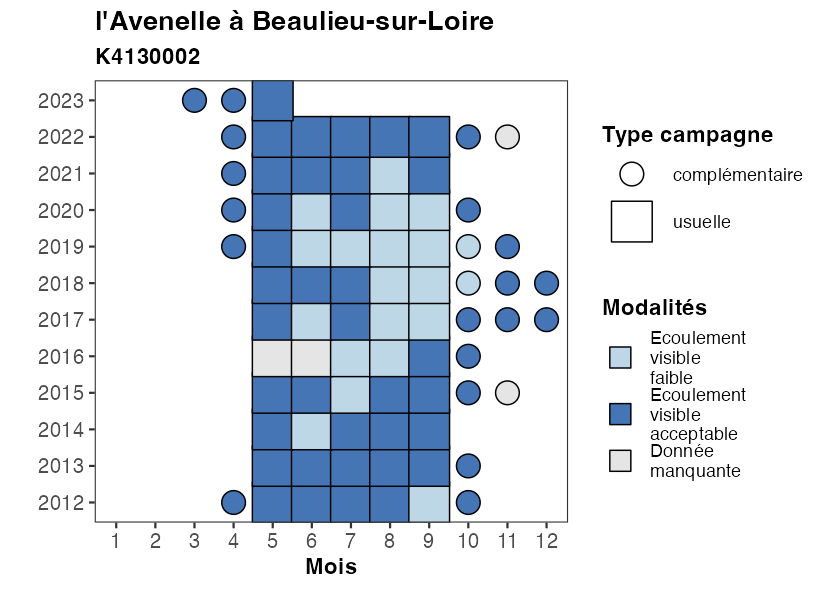 l'Avenelle à Beaulieu-sur-Loire
K4130002
2023
2022
2021
2020
2019
2018
2017
2016
2015
2014
2013
2012
1 2 3 4 5 6 7 8 9 10 11 12
Mois
Type campagne
complémentaire
usuelle
Modalités
Ecoulement
visible
faible
Ecoulement
visible
acceptable
Donnée
manquante